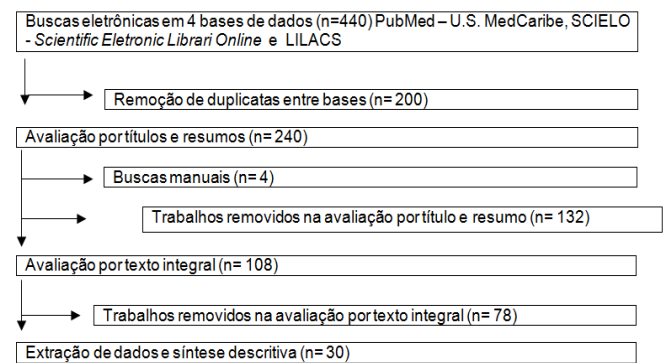 Buscas eletrônicas em 4 bases de dados (n=440) PubMed – U.S. MedCaribe, SCIELO
- Scientific Eletronic Librari Online e LILACS
Remoção de duplicatas entre bases (n= 200)
Avaliação por títulos e resumos (n= 240)
Buscas manuais (n= 4)
Trabalhos removidos na avaliação por título e resumo (n= 132)
Avaliação por texto integral (n= 108)
Trabalhos removidos na avaliação por texto integral (n= 78)
Extração de dados e síntese descritiva (n= 30)